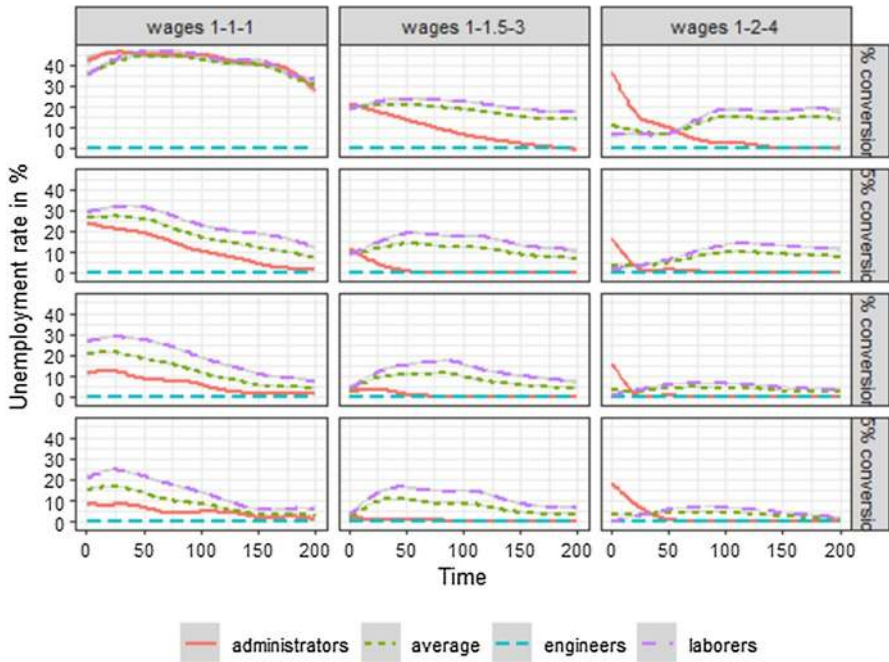 wages 1-1-1
wages 1-1.5-3
wages 1-2-4
Unemployment rate in %
40
30
20
10
0
% conversion
40
30
20
10
0
5% conversio
40
30
20
10
0
% conversion
40
30
20
10
0
5% conversio
0 50 100 150 200
0 50 100 150 200
0 50 100 150 200
Time
administrators
average
engineers
laborers